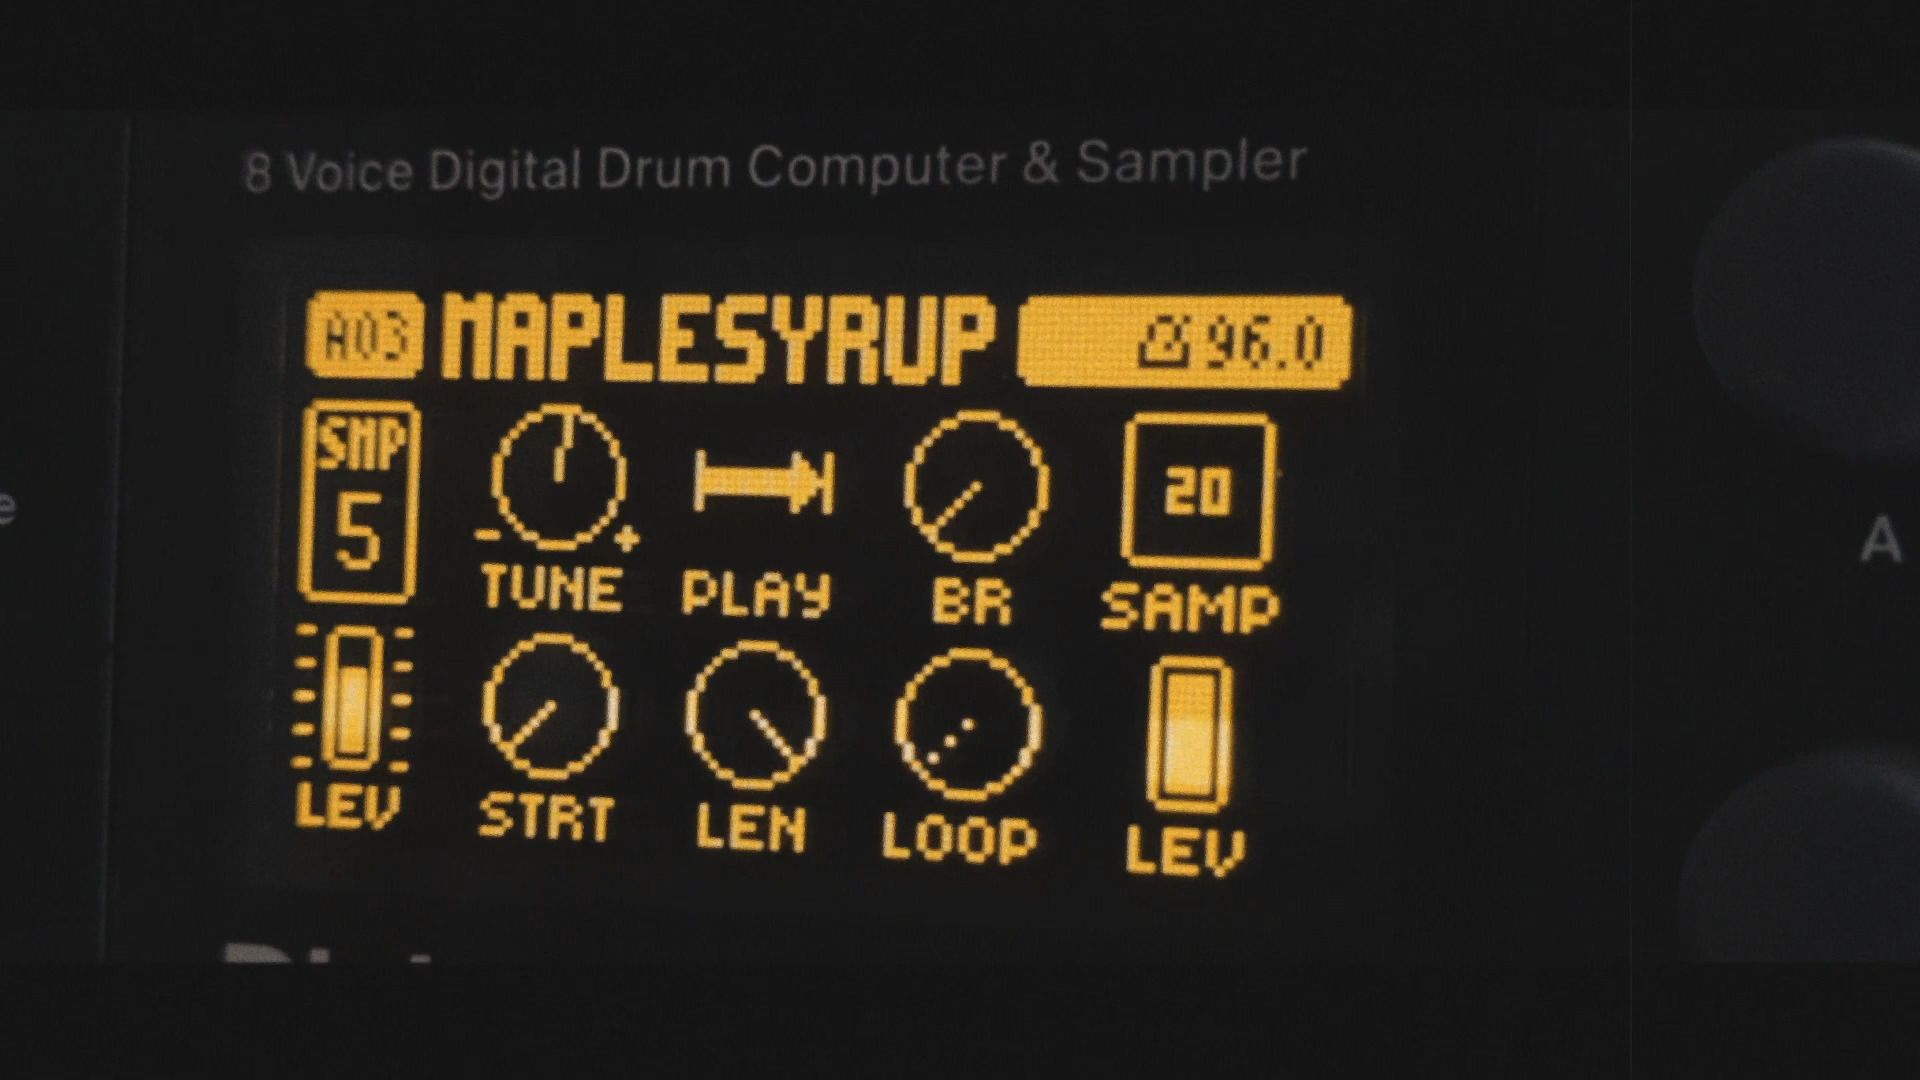 8 Voice Digital Drum Computer & Sampler
A03 MAPLESYRUP 96.0
SMP
5
20
TUNE PLAY BR SAMP
LEV STRT LEN LOOP LEV
A